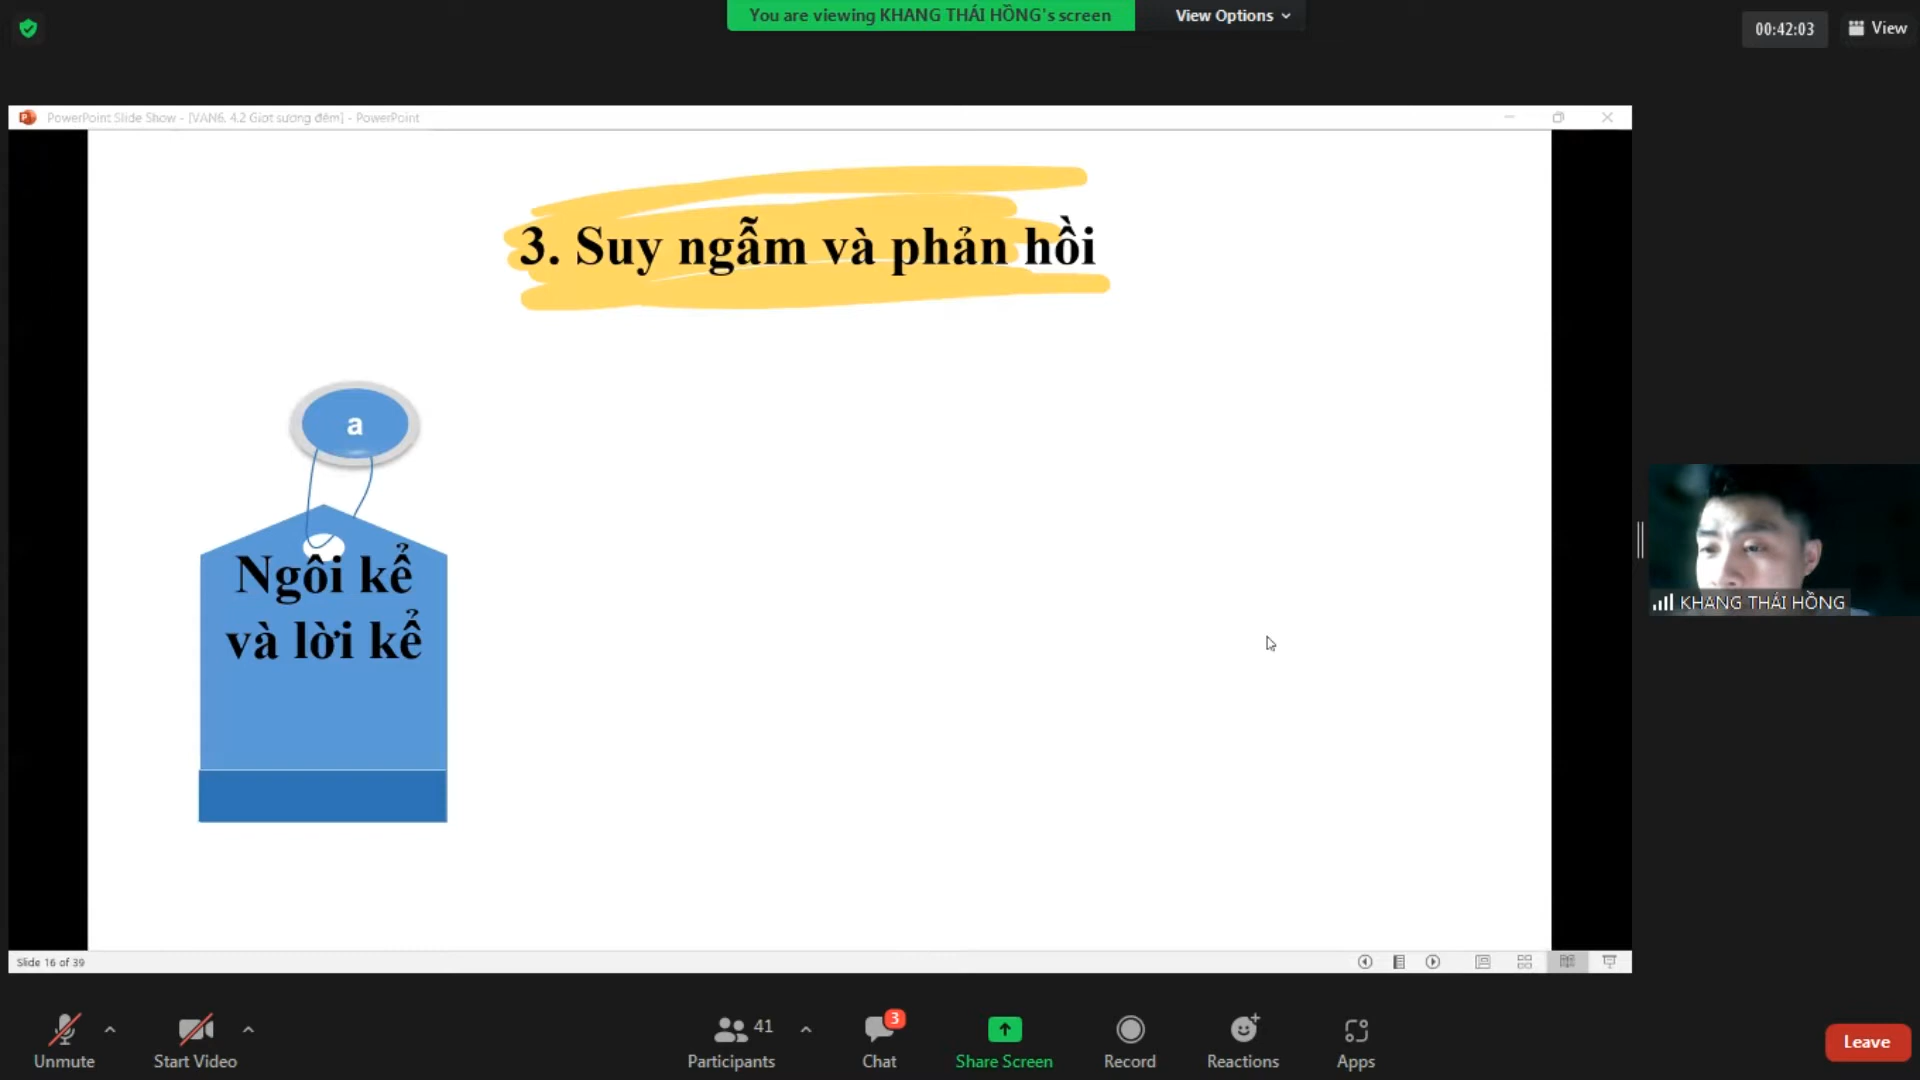 You are viewing KHANG THÁI HỒNG's screen
View Options
00:42:03
View
PowerPoint Slide Show - [VAN6. 4.2 Giọt sương đêm] - PowerPoint
3. Suy ngẫm và phản hồi
a
Ngôi kể
và lời kể
KHANG THÁI HỒNG
Slide 16 of 39
Unmute
Start Video
41
Participants
3
Chat
Share Screen
Record
Reactions
Apps
Leave